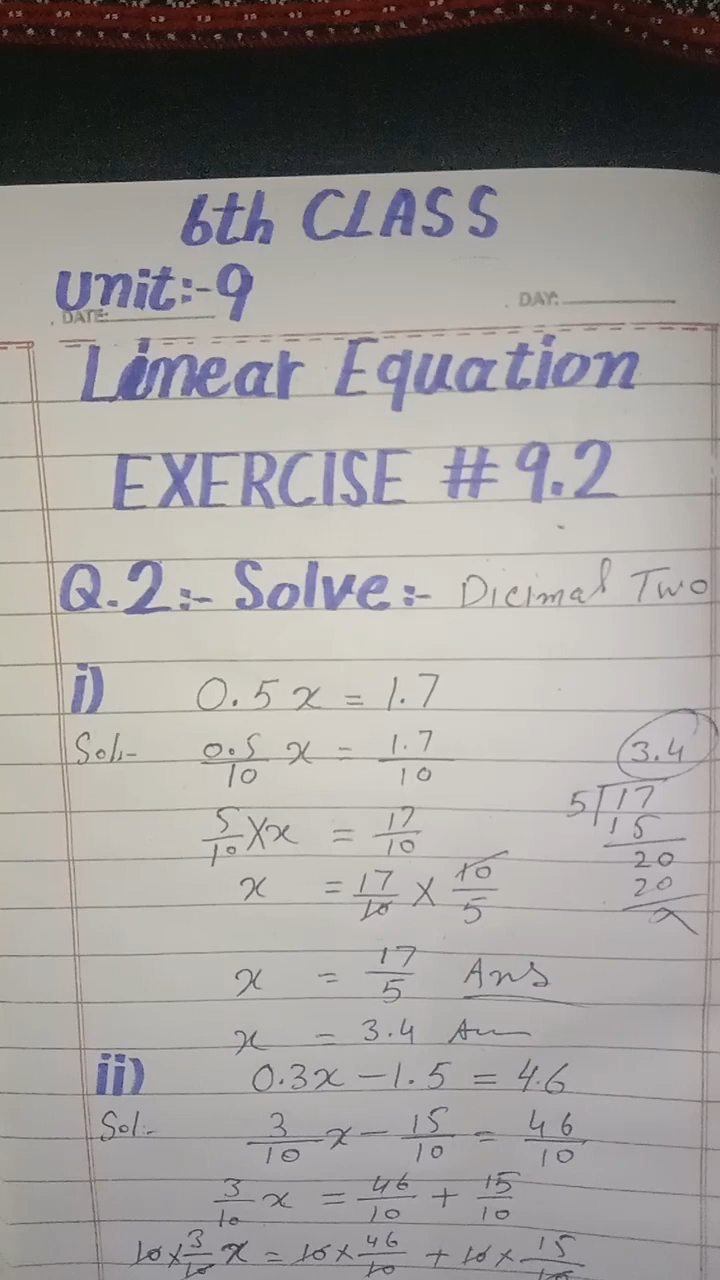 6th CLASS
Unit:-9
DATE: DAY:
Linear Equation
EXERCISE # 9.2
Q.2:- Solve:- Dicimal Two
i) 0.5x = 1.7
Sol:- 0.5/10 x = 1.7/10
3.4
5/10 × x = 17/10
5 17
15
20
20
x = 17/10 × 10/5
x = 17/5 Ans
x = 3.4 An
ii) 0.3x - 1.5 = 4.6
Sol:- 3/10 x - 15/10 = 46/10
3/10 x = 46/10 + 15/10
10 × 3/10 x = 10 × 46/10 + 10 × 15/10